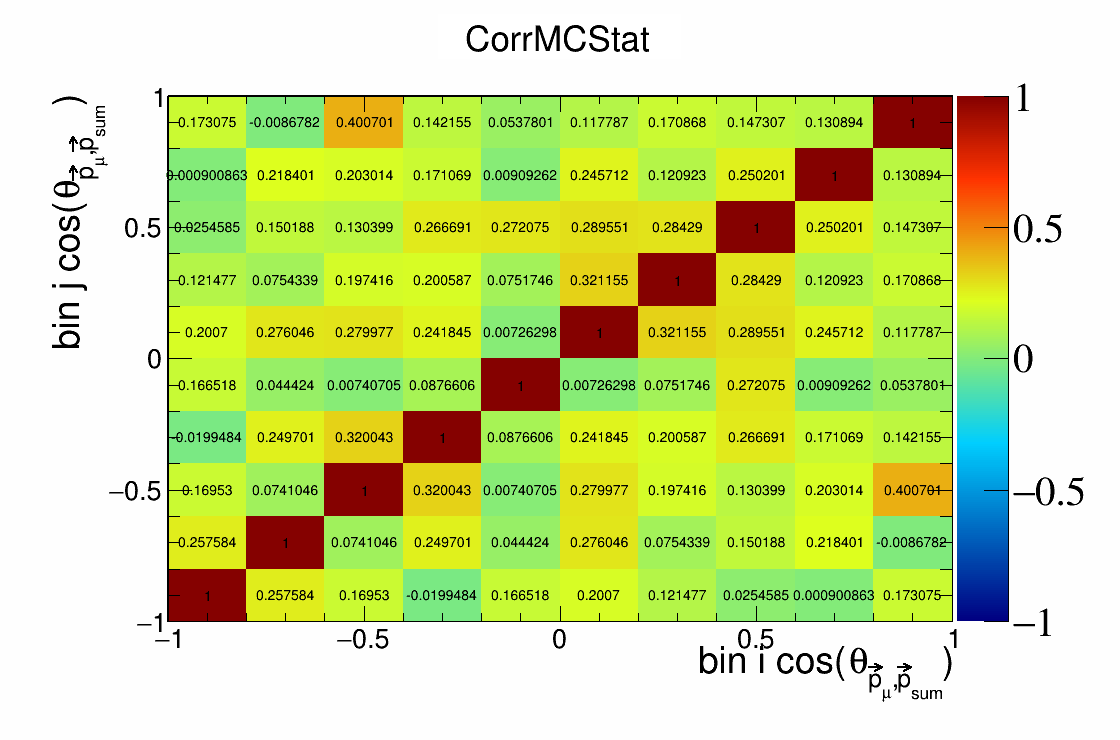 CorrMCStat
bin j cos(θ p⃗μ,p⃗sum)
1
0.5
0
−0.5
−1
0.173075 -0.0086782 0.400701 0.142155 0.0537801 0.117787 0.170868 0.147307 0.130894 1
0.000900863 0.218401 0.203014 0.171069 0.00909262 0.245712 0.120923 0.250201 1 0.130894
0.0254585 0.150188 0.130399 0.266691 0.272075 0.289551 0.28429 1 0.250201 0.147307
0.121477 0.0754339 0.197416 0.200587 0.0751746 0.321155 1 0.28429 0.120923 0.170868
0.2007 0.276046 0.279977 0.241845 0.00726298 1 0.321155 0.289551 0.245712 0.117787
0.166518 0.044424 0.00740705 0.0876606 1 0.00726298 0.0751746 0.272075 0.00909262 0.0537801
-0.0199484 0.249701 0.320043 1 0.0876606 0.241845 0.200587 0.266691 0.171069 0.142155
0.16953 0.0741046 1 0.320043 0.00740705 0.279977 0.197416 0.130399 0.203014 0.400701
0.257584 1 0.0741046 0.249701 0.044424 0.276046 0.0754339 0.150188 0.218401 -0.0086782
1 0.257584 0.16953 -0.0199484 0.166518 0.2007 0.121477 0.0254585 0.000900863 0.173075
−1 −0.5 0 0.5 1
bin i cos(θ p⃗μ,p⃗sum)
1
0.5
0
−0.5
−1